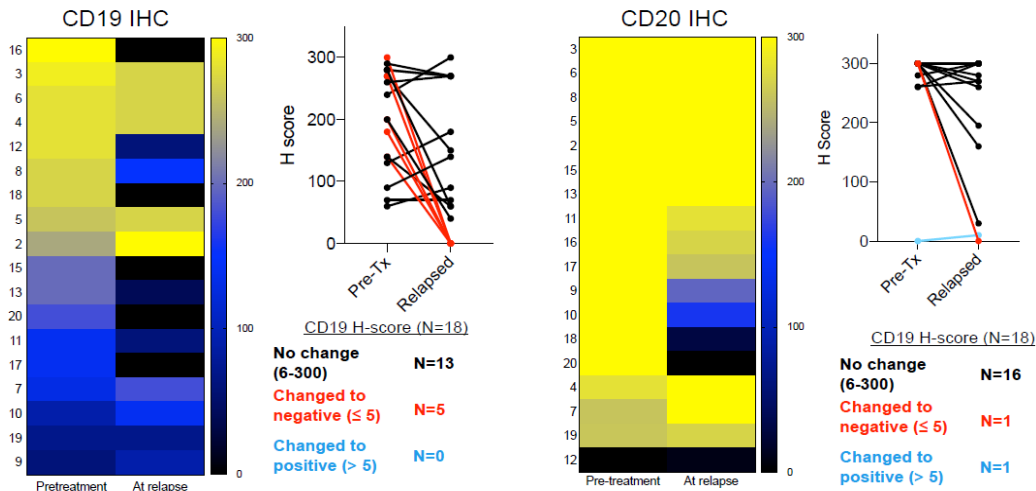 CD19 IHC
16
3
6
4
12
8
18
5
2
15
13
20
11
17
7
10
19
9
Pretreatment At relapse
300
200
100
0
H score
300
200
100
0
Pre-Tx
Relapsed
CD19 H-score (N=18)
No change
(6-300) N=13
Changed to
negative (≤ 5) N=5
Changed to
positive (> 5) N=0
CD20 IHC
3
6
8
5
2
15
13
11
16
17
9
10
18
20
4
7
19
12
Pre-treatment At relapse
300
200
100
0
H Score
300
200
100
0
Pre-Tx
Relapsed
CD19 H-score (N=18)
No change
(6-300) N=16
Changed to
negative (≤ 5) N=1
Changed to
positive (> 5) N=1